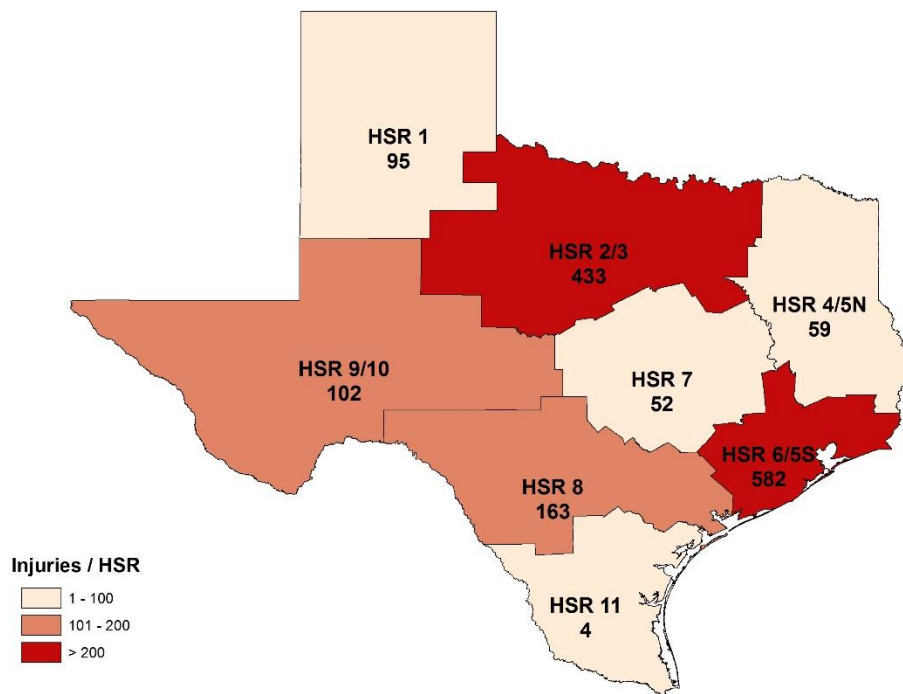 HSR 1
95
HSR 2/3
433
HSR 4/5N
59
HSR 9/10
102
HSR 7
52
HSR 6/5S
582
HSR 8
163
HSR 11
4
Injuries / HSR
1 - 100
101 - 200
> 200